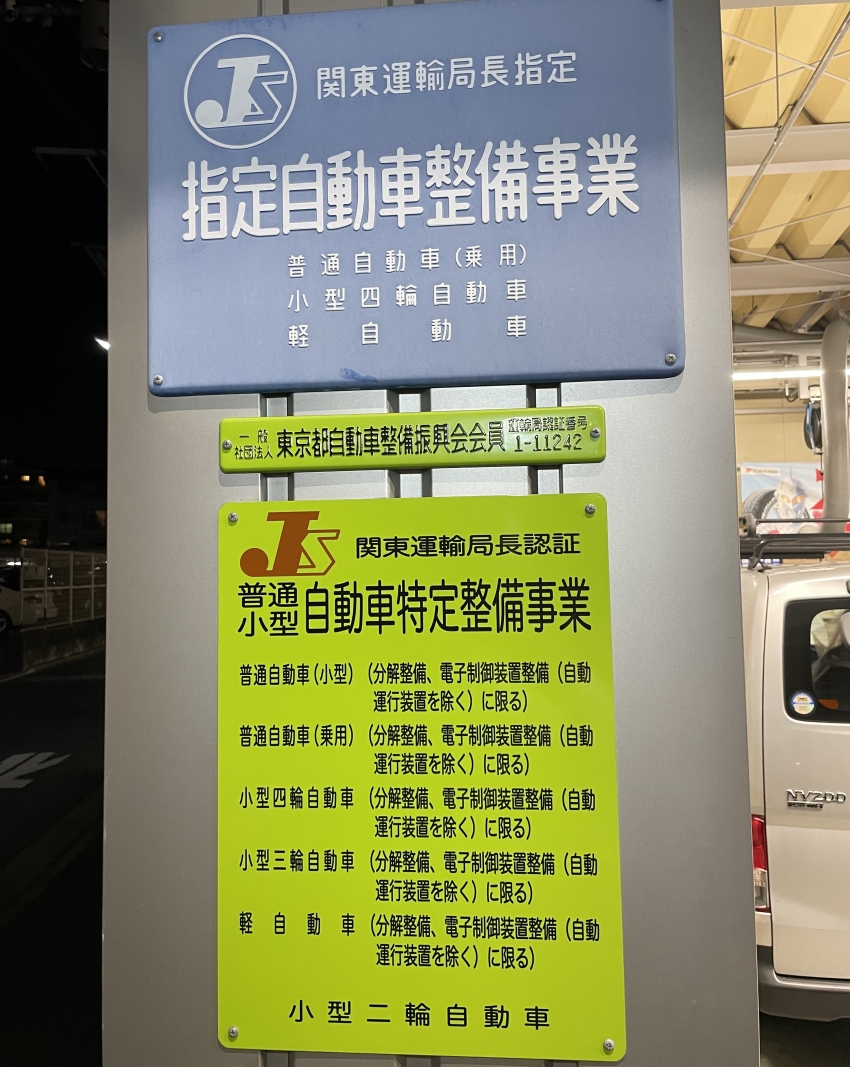 JS 関東運輸局長指定
指定自動車整備事業
普通自動車(乗用)
小型四輪自動車
軽自動車
一般社団法人 東京都自動車整備振興会会員 運輸局認証番号 1-11242
JS 関東運輸局長認証
普通小型 自動車特定整備事業
普通自動車(小型) (分解整備、電子制御装置整備(自動
運行装置を除く)に限る)
普通自動車(乗用) (分解整備、電子制御装置整備(自動
運行装置を除く)に限る)
小型四輪自動車 (分解整備、電子制御装置整備(自動
運行装置を除く)に限る)
小型三輪自動車 (分解整備、電子制御装置整備(自動
運行装置を除く)に限る)
軽自動車 (分解整備、電子制御装置整備(自動
運行装置を除く)に限る)
小型二輪自動車
NV200